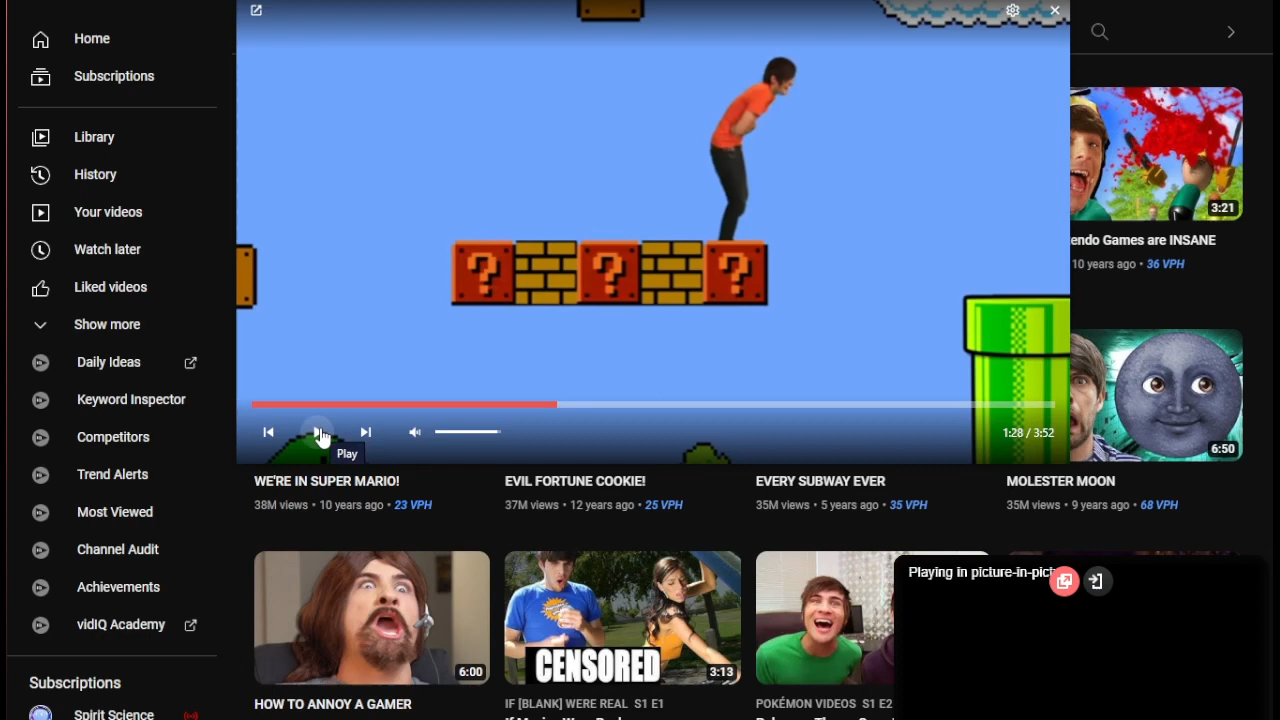 Home
Subscriptions
Library
History
Your videos
Watch later
Liked videos
Show more
Daily Ideas
Keyword Inspector
Competitors
Trend Alerts
Most Viewed
Channel Audit
Achievements
vidIQ Academy
Subscriptions
Spirit Science
? ? ?
1:28 / 3:52
Play
3:21
endo Games are INSANE
10 years ago • 36 VPH
6:50
WE'RE IN SUPER MARIO!
38M views • 10 years ago • 23 VPH
EVIL FORTUNE COOKIE!
37M views • 12 years ago • 25 VPH
EVERY SUBWAY EVER
35M views • 5 years ago • 35 VPH
MOLESTER MOON
35M views • 9 years ago • 68 VPH
6:00
CENSORED
3:13
Playing in picture-in-pict
HOW TO ANNOY A GAMER
IF [BLANK] WERE REAL S1 E1
POKÉMON VIDEOS S1 E2